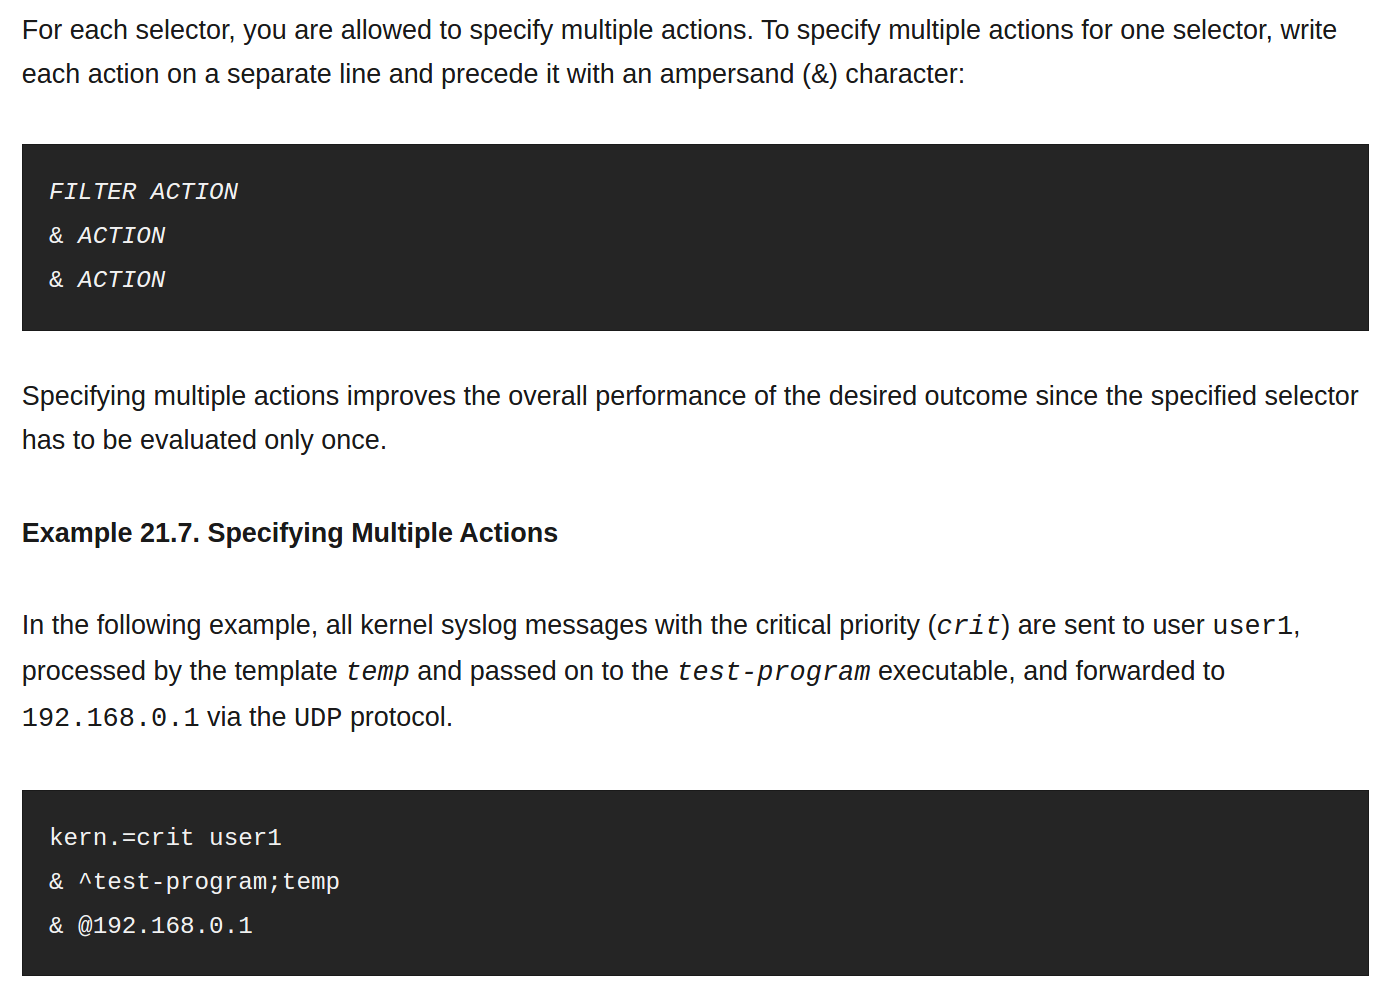 For each selector, you are allowed to specify multiple actions. To specify multiple actions for one selector, write
each action on a separate line and precede it with an ampersand (&) character:
FILTER ACTION
& ACTION
& ACTION
Specifying multiple actions improves the overall performance of the desired outcome since the specified selector
has to be evaluated only once.
Example 21.7. Specifying Multiple Actions
In the following example, all kernel syslog messages with the critical priority (crit) are sent to user user1,
processed by the template temp and passed on to the test-program executable, and forwarded to
192.168.0.1 via the UDP protocol.
kern.=crit user1
& ^test-program;temp
& @192.168.0.1